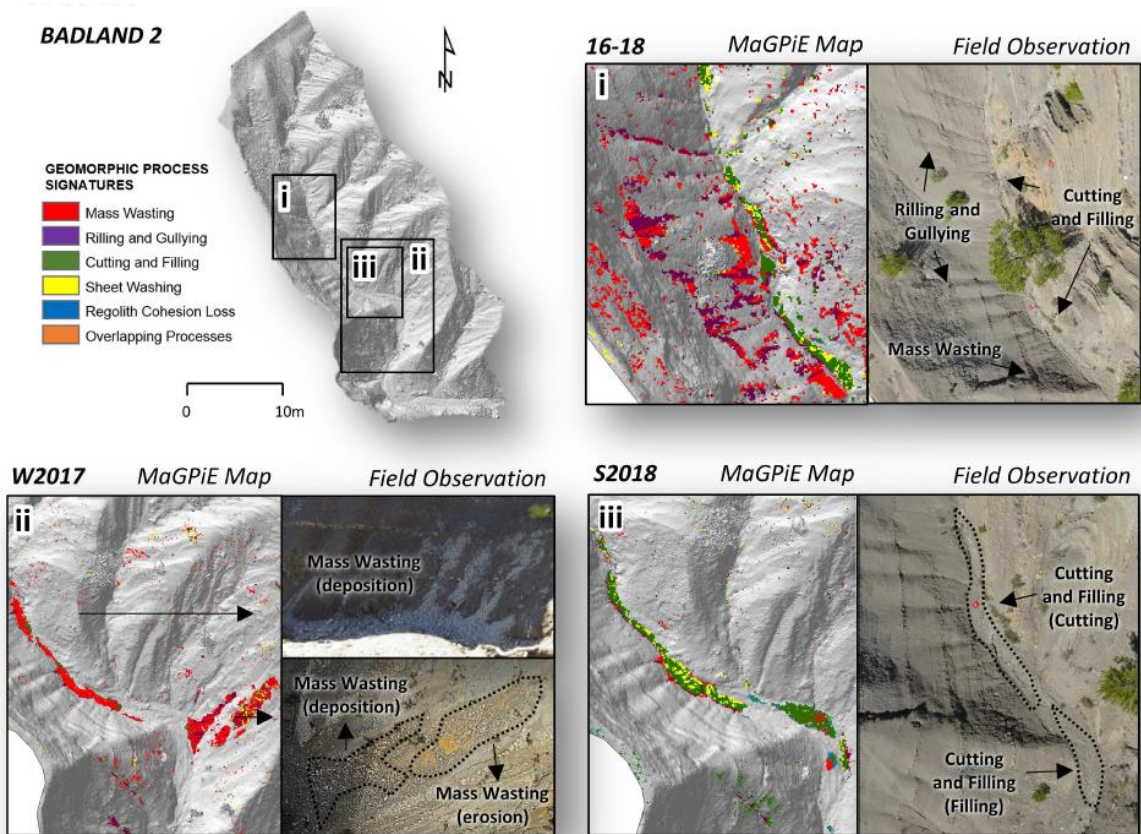 BADLAND 2
N
GEOMORPHIC PROCESS
SIGNATURES
Mass Wasting
Rilling and Gullying
Cutting and Filling
Sheet Washing
Regolith Cohesion Loss
Overlapping Processes
0 10m
i
iii
ii
16-18 MaGPiE Map Field Observation
i
Rilling and
Gullying
Cutting
and Filling
Mass Wasting
W2017 MaGPiE Map Field Observation
ii
Mass Wasting
(deposition)
Mass Wasting
(deposition)
Mass Wasting
(erosion)
S2018 MaGPiE Map Field Observation
iii
Cutting
and Filling
(Cutting)
Cutting
and Filling
(Filling)